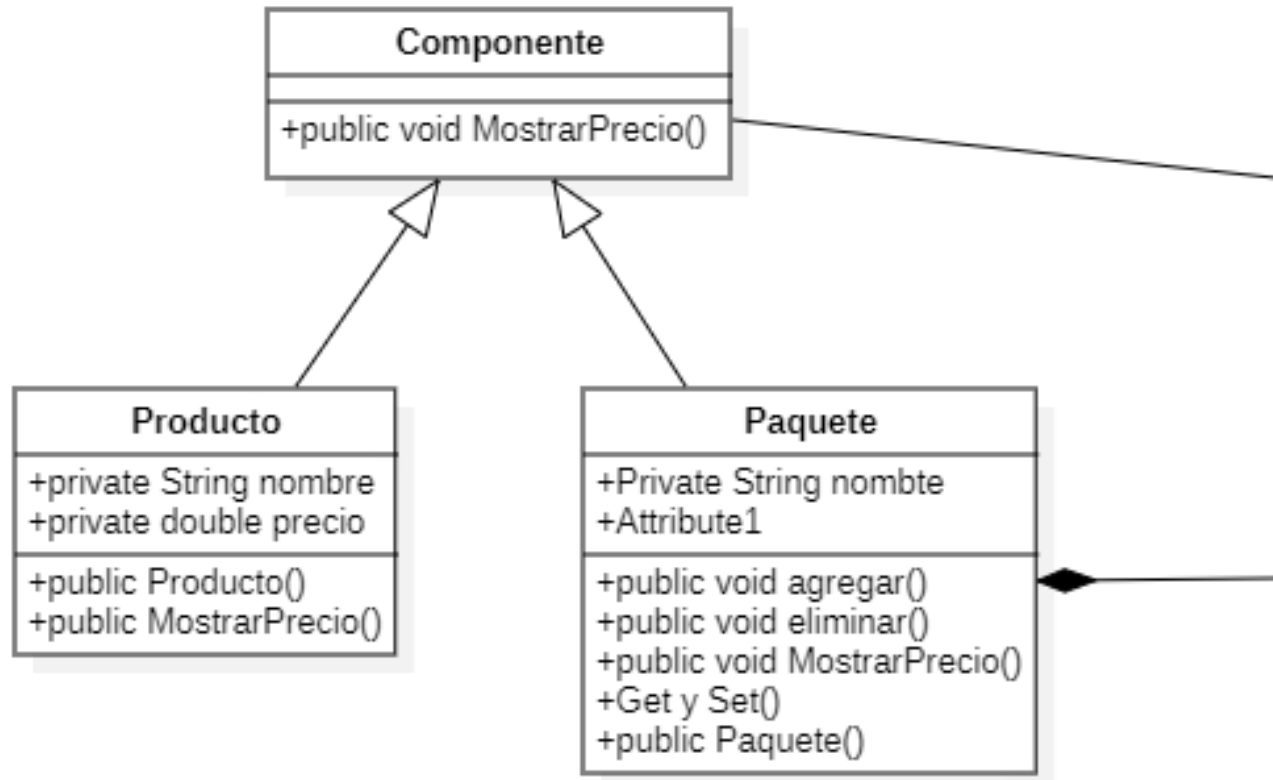 Componente
+public void MostrarPrecio()
Producto
+private String nombre
+private double precio
+public Producto()
+public MostrarPrecio()
Paquete
+Private String nombte
+Attribute1
+public void agregar()
+public void eliminar()
+public void MostrarPrecio()
+Get y Set()
+public Paquete()